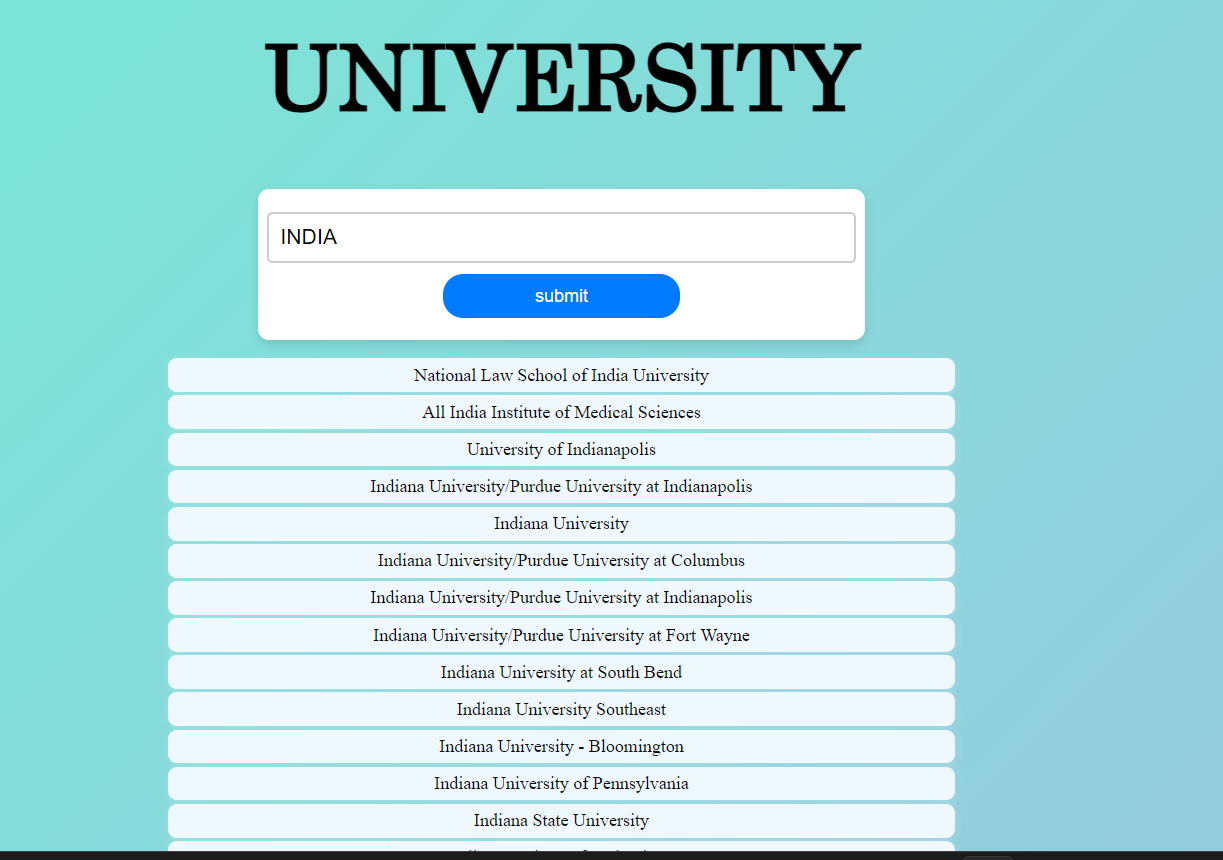 UNIVERSITY
INDIA
submit
National Law School of India University
All India Institute of Medical Sciences
University of Indianapolis
Indiana University/Purdue University at Indianapolis
Indiana University
Indiana University/Purdue University at Columbus
Indiana University/Purdue University at Indianapolis
Indiana University/Purdue University at Fort Wayne
Indiana University at South Bend
Indiana University Southeast
Indiana University - Bloomington
Indiana University of Pennsylvania
Indiana State University